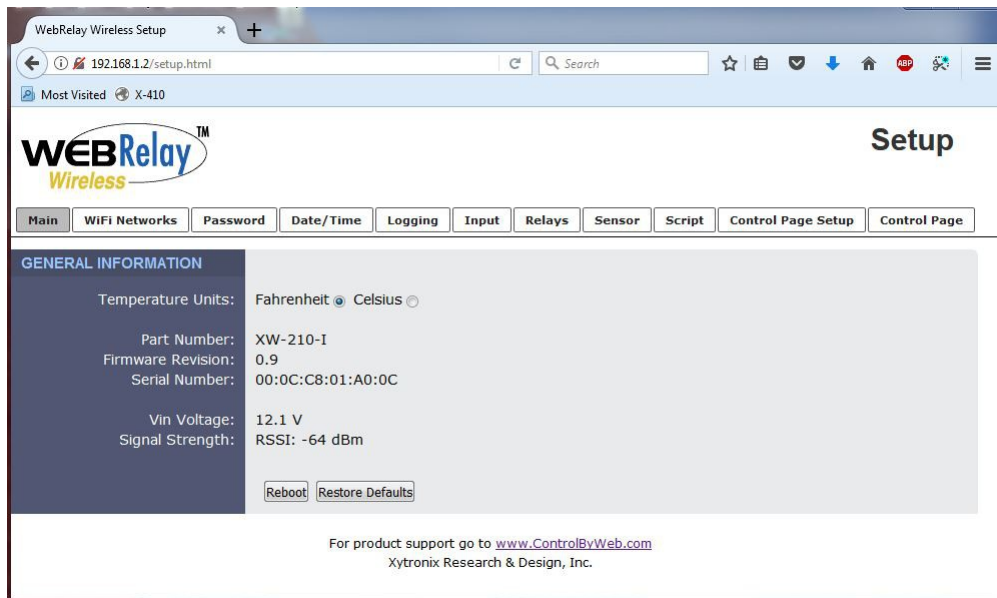 WebRelay Wireless Setup
192.168.1.2/setup.html
Search
ABP
Most Visited X-410
WEBRelay TM
Wireless
Setup
Main WiFi Networks Password Date/Time Logging Input Relays Sensor Script Control Page Setup Control Page
GENERAL INFORMATION
Temperature Units: Fahrenheit Celsius
Part Number: XW-210-I
Firmware Revision: 0.9
Serial Number: 00:0C:C8:01:A0:0C
Vin Voltage: 12.1 V
Signal Strength: RSSI: -64 dBm
Reboot Restore Defaults
For product support go to www.ControlByWeb.com
Xytronix Research & Design, Inc.